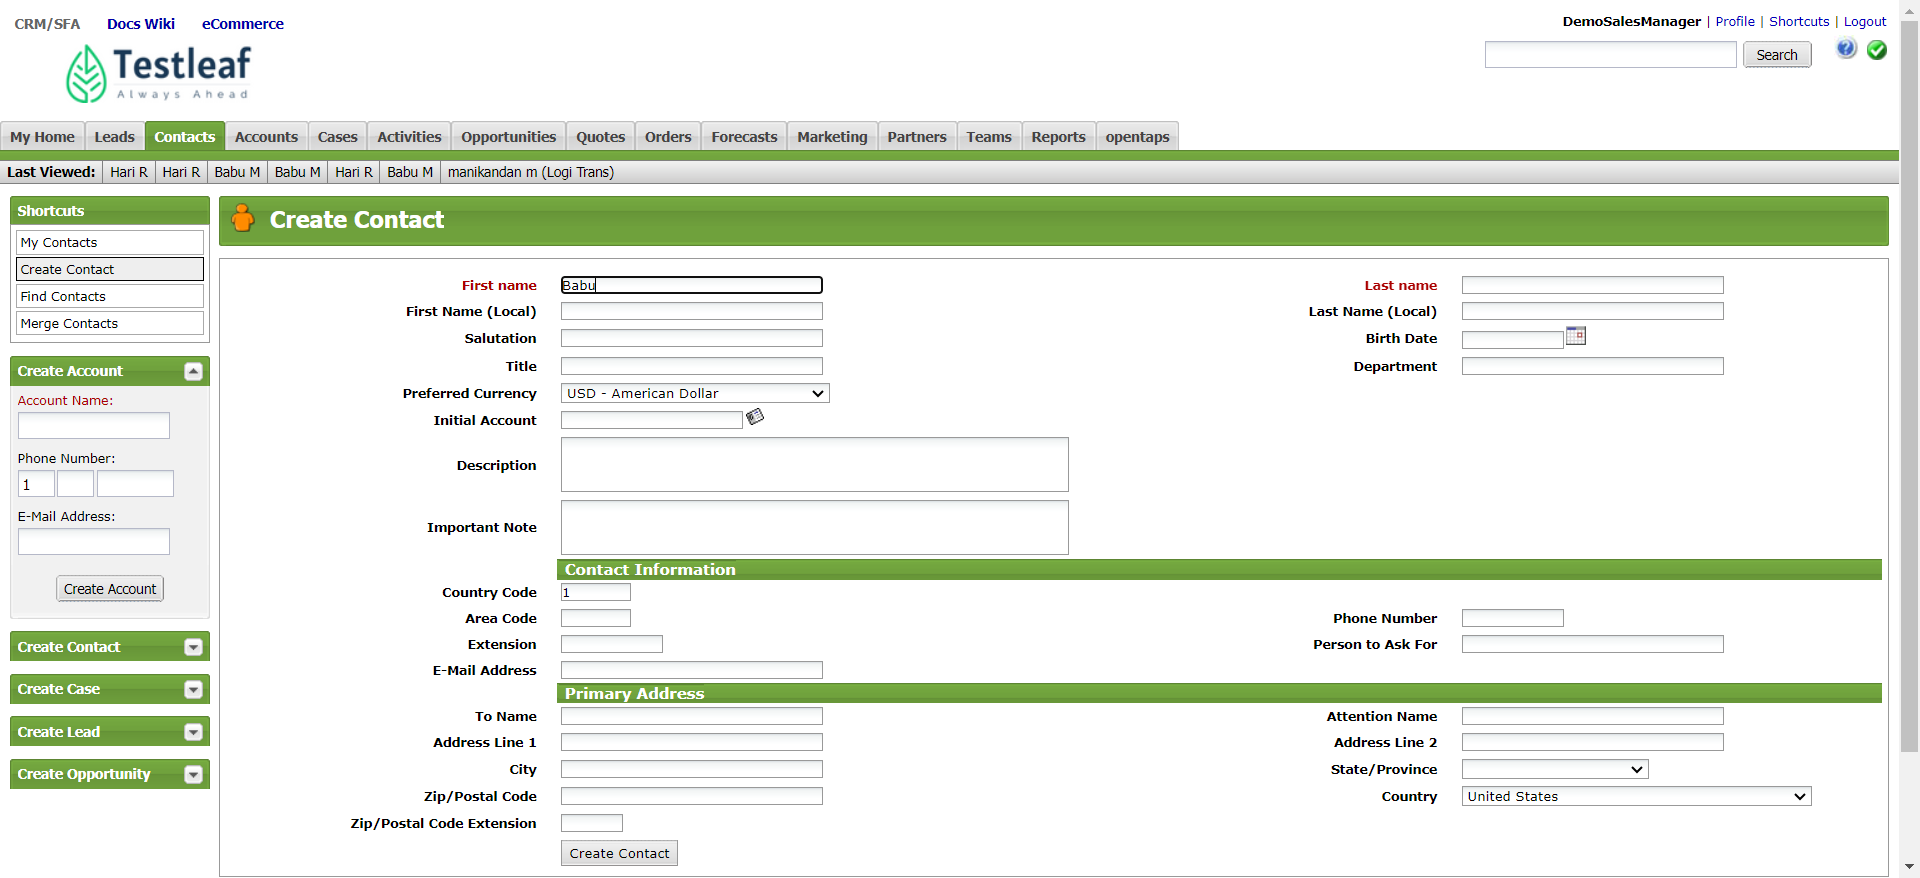 CRM/SFA Docs Wiki eCommerce
DemoSalesManager | Profile | Shortcuts | Logout
Testleaf
Always Ahead
Search
My Home Leads Contacts Accounts Cases Activities Opportunities Quotes Orders Forecasts Marketing Partners Teams Reports opentaps
Last Viewed: Hari R Hari R Babu M Babu M Hari R Babu M manikandan m (Logi Trans)
Shortcuts
My Contacts
Create Contact
Find Contacts
Merge Contacts
Create Account
Account Name:
Phone Number:
1
E-Mail Address:
Create Account
Create Contact
Create Case
Create Lead
Create Opportunity
Create Contact
First name Babu Last name
First Name (Local) Last Name (Local)
Salutation Birth Date
Title Department
Preferred Currency USD - American Dollar
Initial Account
Description
Important Note
Contact Information
Country Code 1
Area Code Phone Number
Extension Person to Ask For
E-Mail Address
Primary Address
To Name Attention Name
Address Line 1 Address Line 2
City State/Province
Zip/Postal Code Country United States
Zip/Postal Code Extension
Create Contact